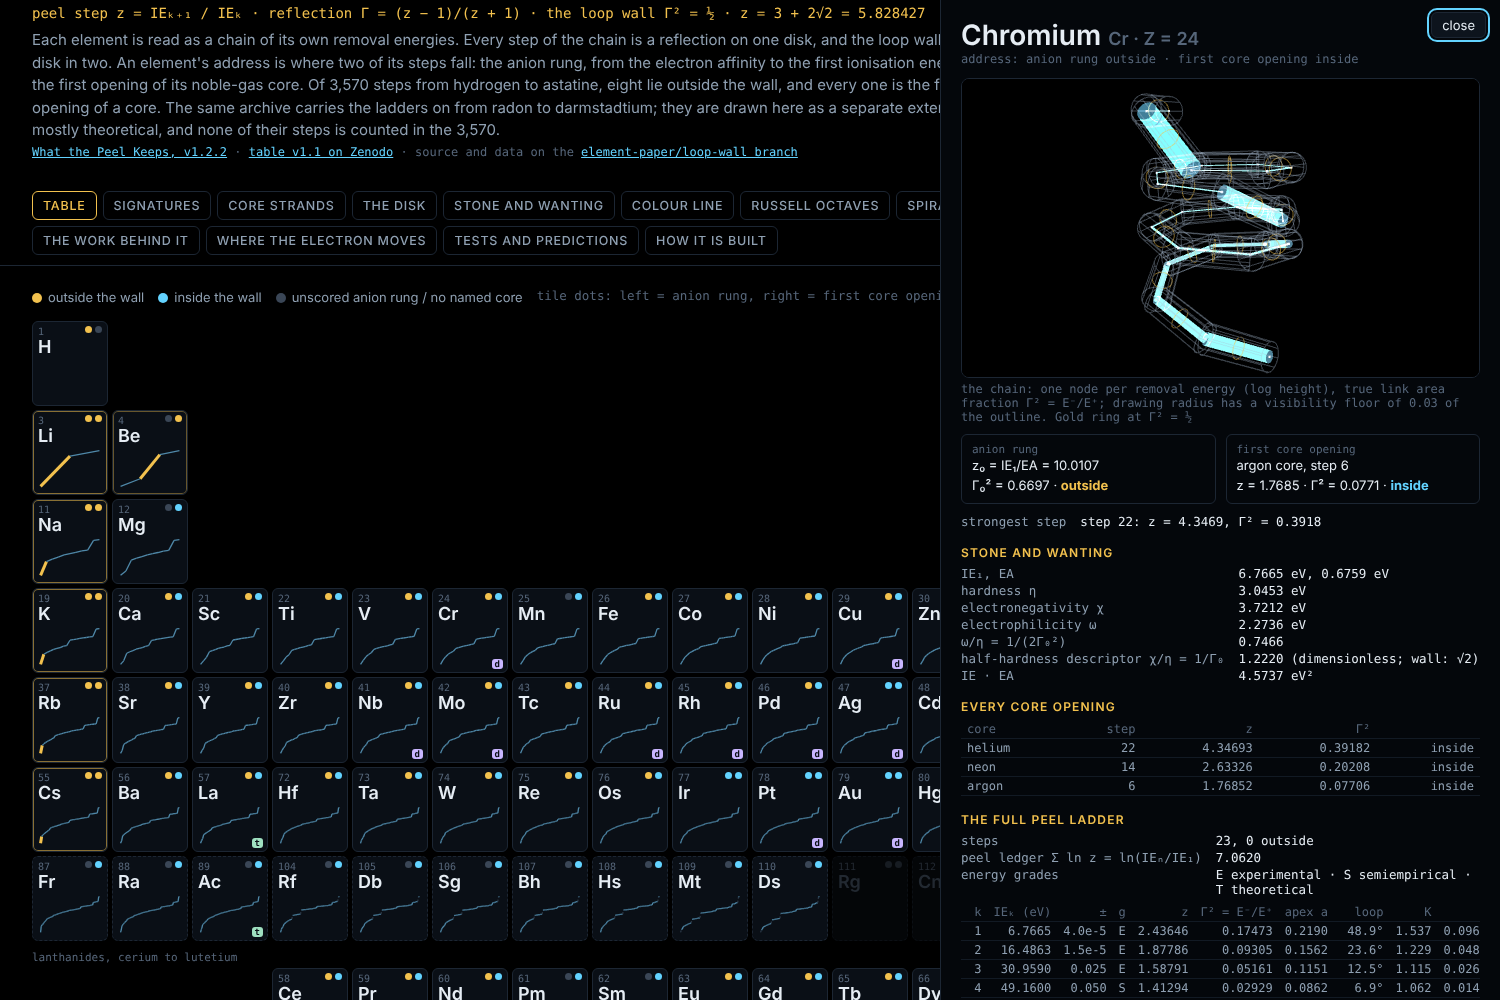 peel step z = IEₖ₊₁ / IEₖ · reflection Γ = (z − 1)/(z + 1) · the loop wall Γ² = ½ · z = 3 + 2√2 = 5.828427
Each element is read as a chain of its own removal energies. Every step of the chain is a reflection on one disk, and the loop wall
disk in two. An element's address is where two of its steps fall: the anion rung, from the electron affinity to the first ionisation ene
the first opening of its noble-gas core. Of 3,570 steps from hydrogen to astatine, eight lie outside the wall, and every one is the f
opening of a core. The same archive carries the ladders on from radon to darmstadtium; they are drawn here as a separate exter
mostly theoretical, and none of their steps is counted in the 3,570.
What the Peel Keeps, v1.2.2 · table v1.1 on Zenodo · source and data on the element-paper/loop-wall branch
TABLE SIGNATURES CORE STRANDS THE DISK STONE AND WANTING COLOUR LINE RUSSELL OCTAVES SPIRA
THE WORK BEHIND IT WHERE THE ELECTRON MOVES TESTS AND PREDICTIONS HOW IT IS BUILT
outside the wall inside the wall unscored anion rung / no named core tile dots: left = anion rung, right = first core openi
1
H
3 4
Li Be
11 12
Na Mg
19 20 21 22 23 24 25 26 27 28 29 30
K Ca Sc Ti V Cr Mn Fe Co Ni Cu Zn
d d
37 38 39 40 41 42 43 44 45 46 47 48
Rb Sr Y Zr Nb Mo Tc Ru Rh Pd Ag Cd
d d d d d d
55 56 57 72 73 74 75 76 77 78 79 80
Cs Ba La Hf Ta W Re Os Ir Pt Au Hg
t d d
87 88 89 104 105 106 107 108 109 110 111 112
Fr Ra Ac Rf Db Sg Bh Hs Mt Ds Rg Cn
t
lanthanides, cerium to lutetium
58 59 60 61 62 63 64 65 66
Ce Pr Nd Pm Sm Eu Gd Tb Dy
close
Chromium Cr · Z = 24
address: anion rung outside · first core opening inside
the chain: one node per removal energy (log height), true link area
fraction Γ² = E⁻/E⁺; drawing radius has a visibility floor of 0.03 of
the outline. Gold ring at Γ² = ½
anion rung
z₀ = IE₁/EA = 10.0107
Γ₀² = 0.6697 · outside
first core opening
argon core, step 6
z = 1.7685 · Γ² = 0.0771 · inside
strongest step step 22: z = 4.3469, Γ² = 0.3918
STONE AND WANTING
IE₁, EA 6.7665 eV, 0.6759 eV
hardness η 3.0453 eV
electronegativity χ 3.7212 eV
electrophilicity ω 2.2736 eV
ω/η = 1/(2Γ₀²) 0.7466
half-hardness descriptor χ/η = 1/Γ₀ 1.2220 (dimensionless; wall: √2)
IE · EA 4.5737 eV²
EVERY CORE OPENING
core step z Γ²
helium 22 4.34693 0.39182 inside
neon 14 2.63326 0.20208 inside
argon 6 1.76852 0.07706 inside
THE FULL PEEL LADDER
steps 23, 0 outside
peel ledger Σ ln z = ln(IEₙ/IE₁) 7.0620
energy grades E experimental · S semiempirical ·
T theoretical
k IEₖ (eV) ± g z Γ² = E⁻/E⁺ apex a loop K
1 6.7665 4.0e-5 E 2.43646 0.17473 0.2190 48.9° 1.537 0.096
2 16.4863 1.5e-5 E 1.87786 0.09305 0.1562 23.6° 1.229 0.048
3 30.9590 0.025 E 1.58791 0.05161 0.1151 12.5° 1.115 0.026
4 49.1600 0.050 S 1.41294 0.02929 0.0862 6.9° 1.062 0.014